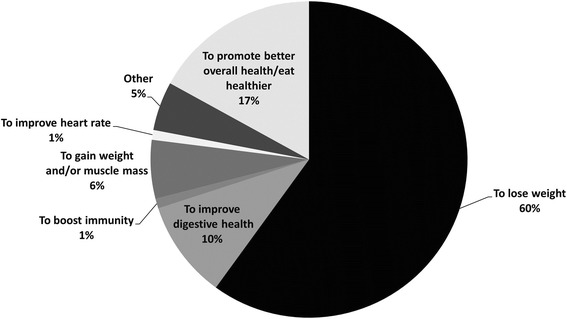 To promote better
overall health/eat
healthier
17%
Other
5%
To improve heart rate
1%
To gain weight
and/or muscle mass
6%
To boost immunity
1%
To improve
digestive health
10%
To lose weight
60%